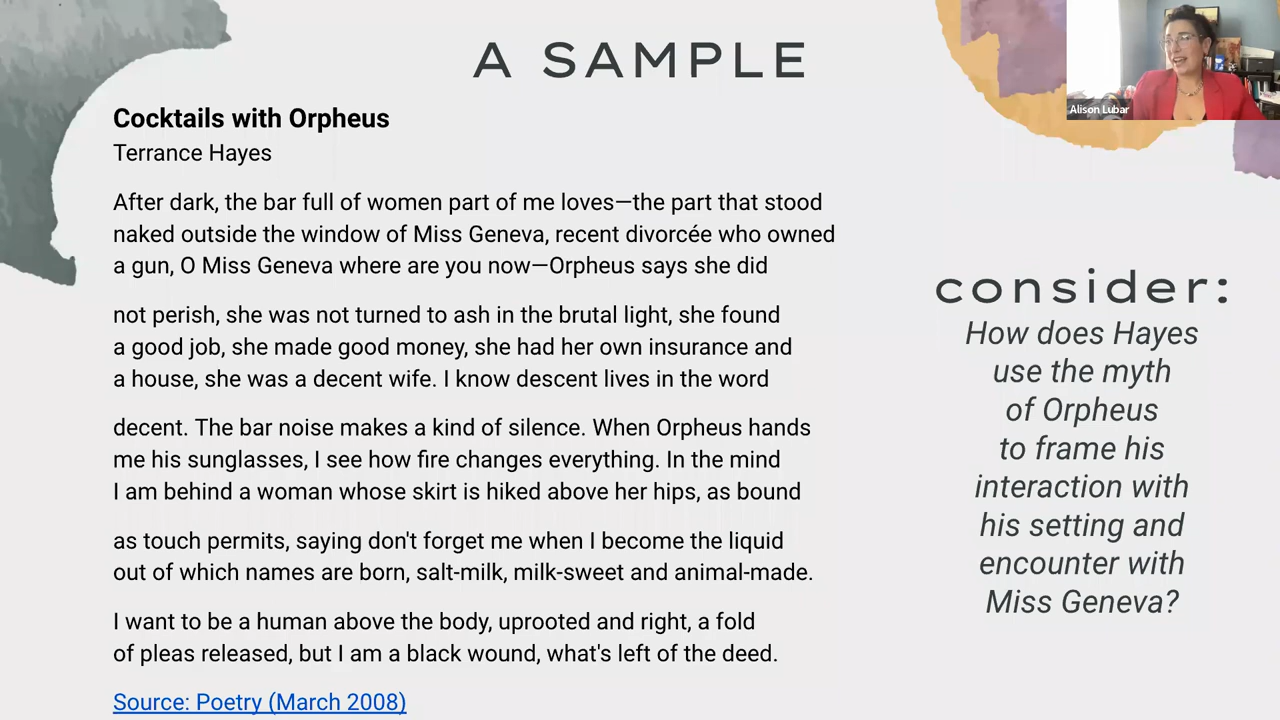 A SAMPLE
Alison Lubar
Cocktails with Orpheus
Terrance Hayes
After dark, the bar full of women part of me loves—the part that stood
naked outside the window of Miss Geneva, recent divorcée who owned
a gun, O Miss Geneva where are you now—Orpheus says she did
not perish, she was not turned to ash in the brutal light, she found
a good job, she made good money, she had her own insurance and
a house, she was a decent wife. I know descent lives in the word
decent. The bar noise makes a kind of silence. When Orpheus hands
me his sunglasses, I see how fire changes everything. In the mind
I am behind a woman whose skirt is hiked above her hips, as bound
as touch permits, saying don't forget me when I become the liquid
out of which names are born, salt-milk, milk-sweet and animal-made.
I want to be a human above the body, uprooted and right, a fold
of pleas released, but I am a black wound, what's left of the deed.
Source: Poetry (March 2008)
consider:
How does Hayes
use the myth
of Orpheus
to frame his
interaction with
his setting and
encounter with
Miss Geneva?